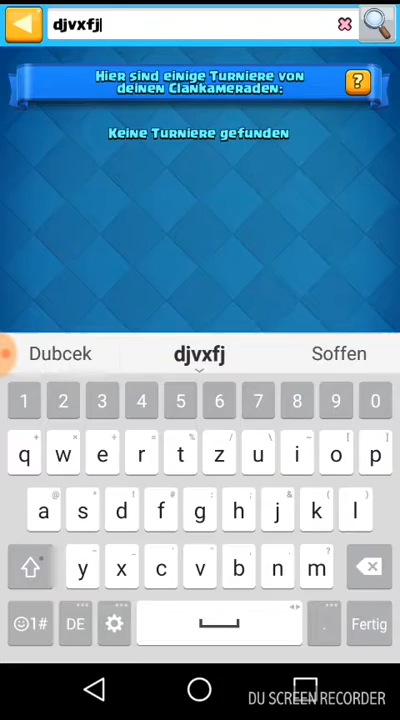 djvxfj
?
Hier sind einige Turniere von
deinen Clankameraden:
Keine Turniere gefunden
Dubcek djvxfj Soffen
1 2 3 4 5 6 7 8 9 0
q w e r t z u i o p
a s d f g h j k l
y x c v b n m
1# DE . Fertig
DU SCREEN RECORDER